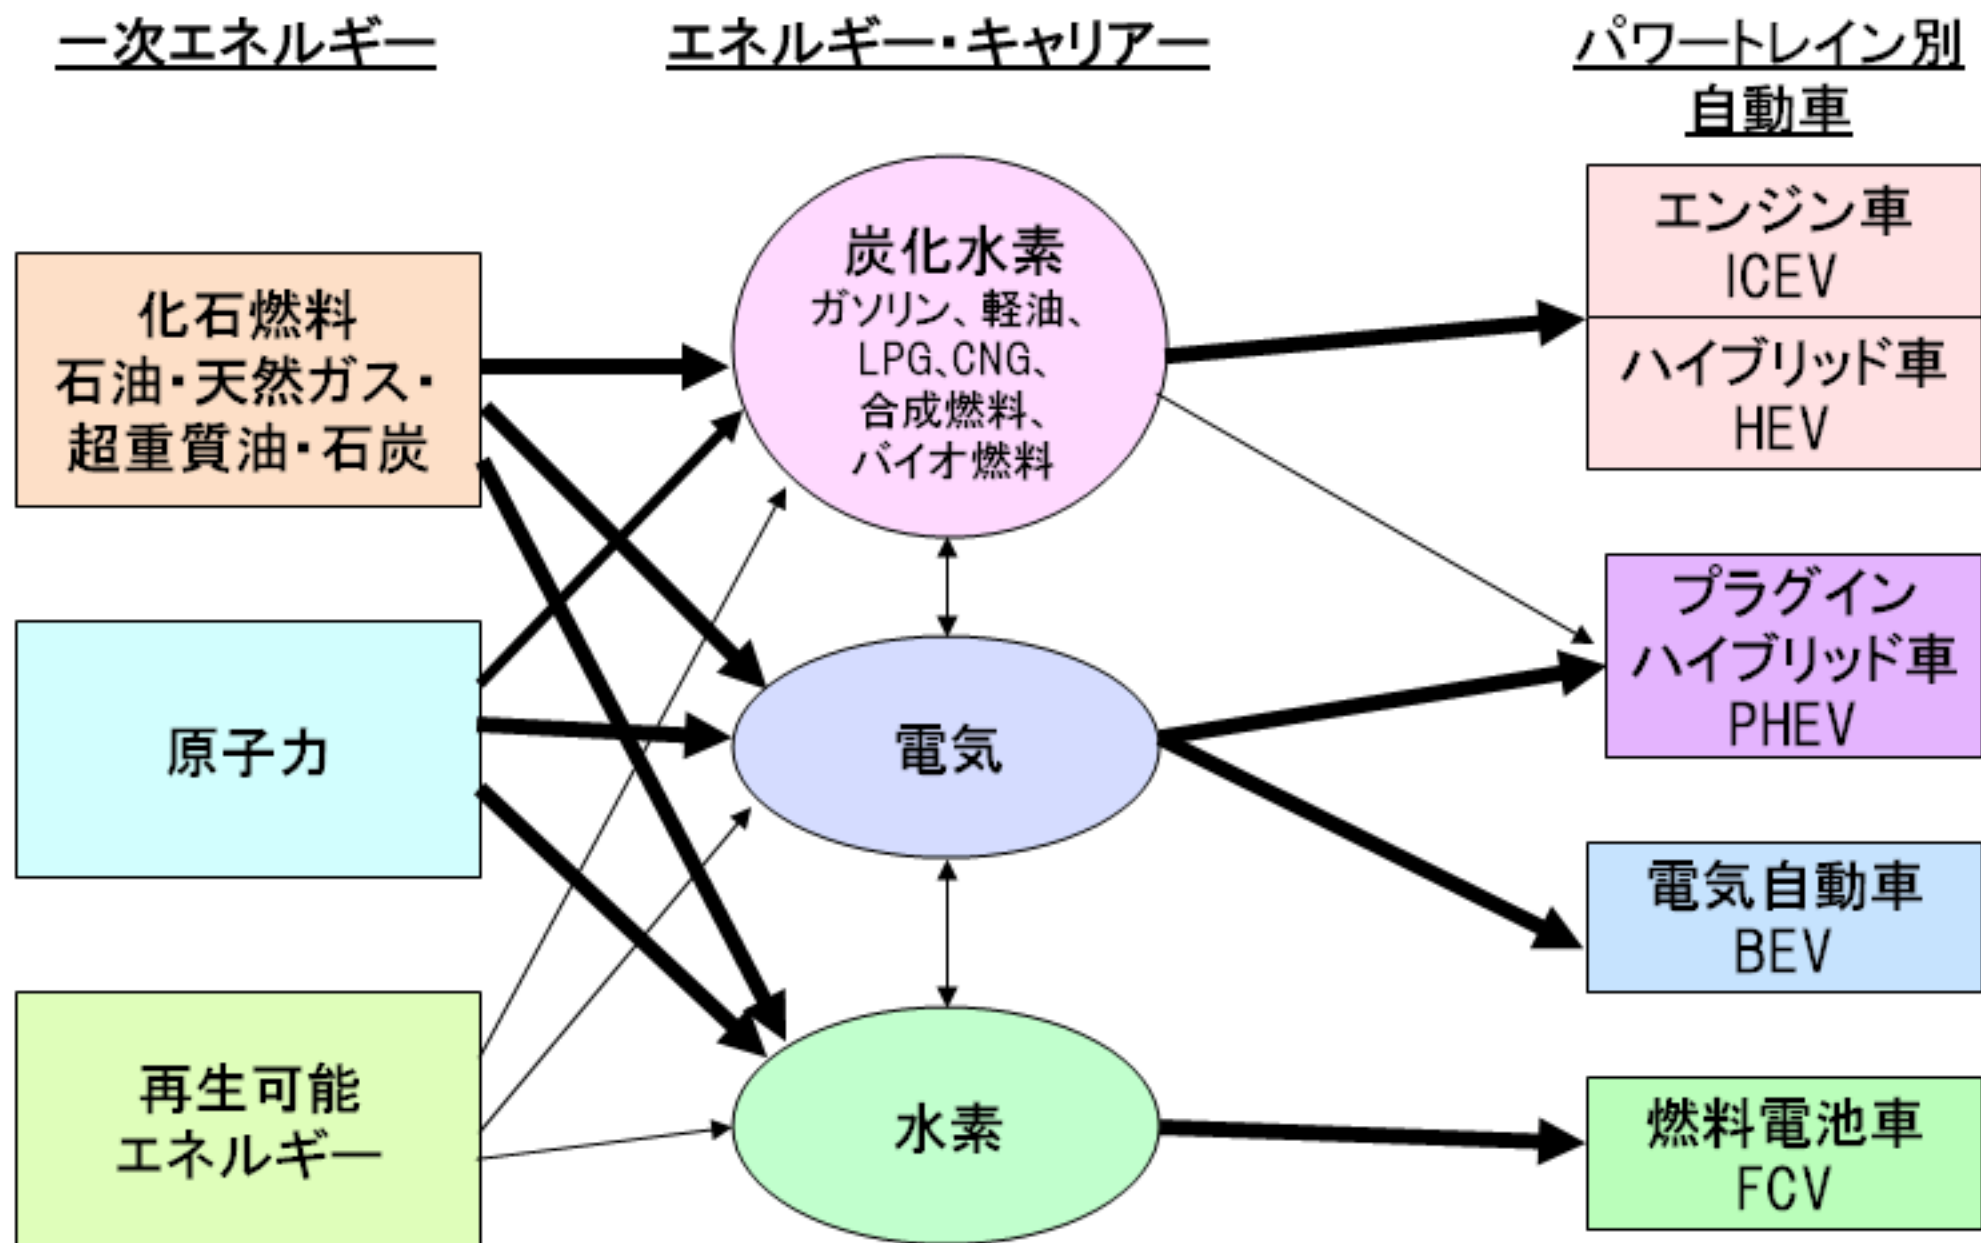 一次エネルギー
エネルギー・キャリアー
パワートレイン別
自動車
化石燃料
石油・天然ガス・
超重質油・石炭
原子力
再生可能
エネルギー
炭化水素
ガソリン、軽油、
LPG、CNG、
合成燃料、
バイオ燃料
電気
水素
エンジン車
ICEV
ハイブリッド車
HEV
プラグイン
ハイブリッド車
PHEV
電気自動車
BEV
燃料電池車
FCV